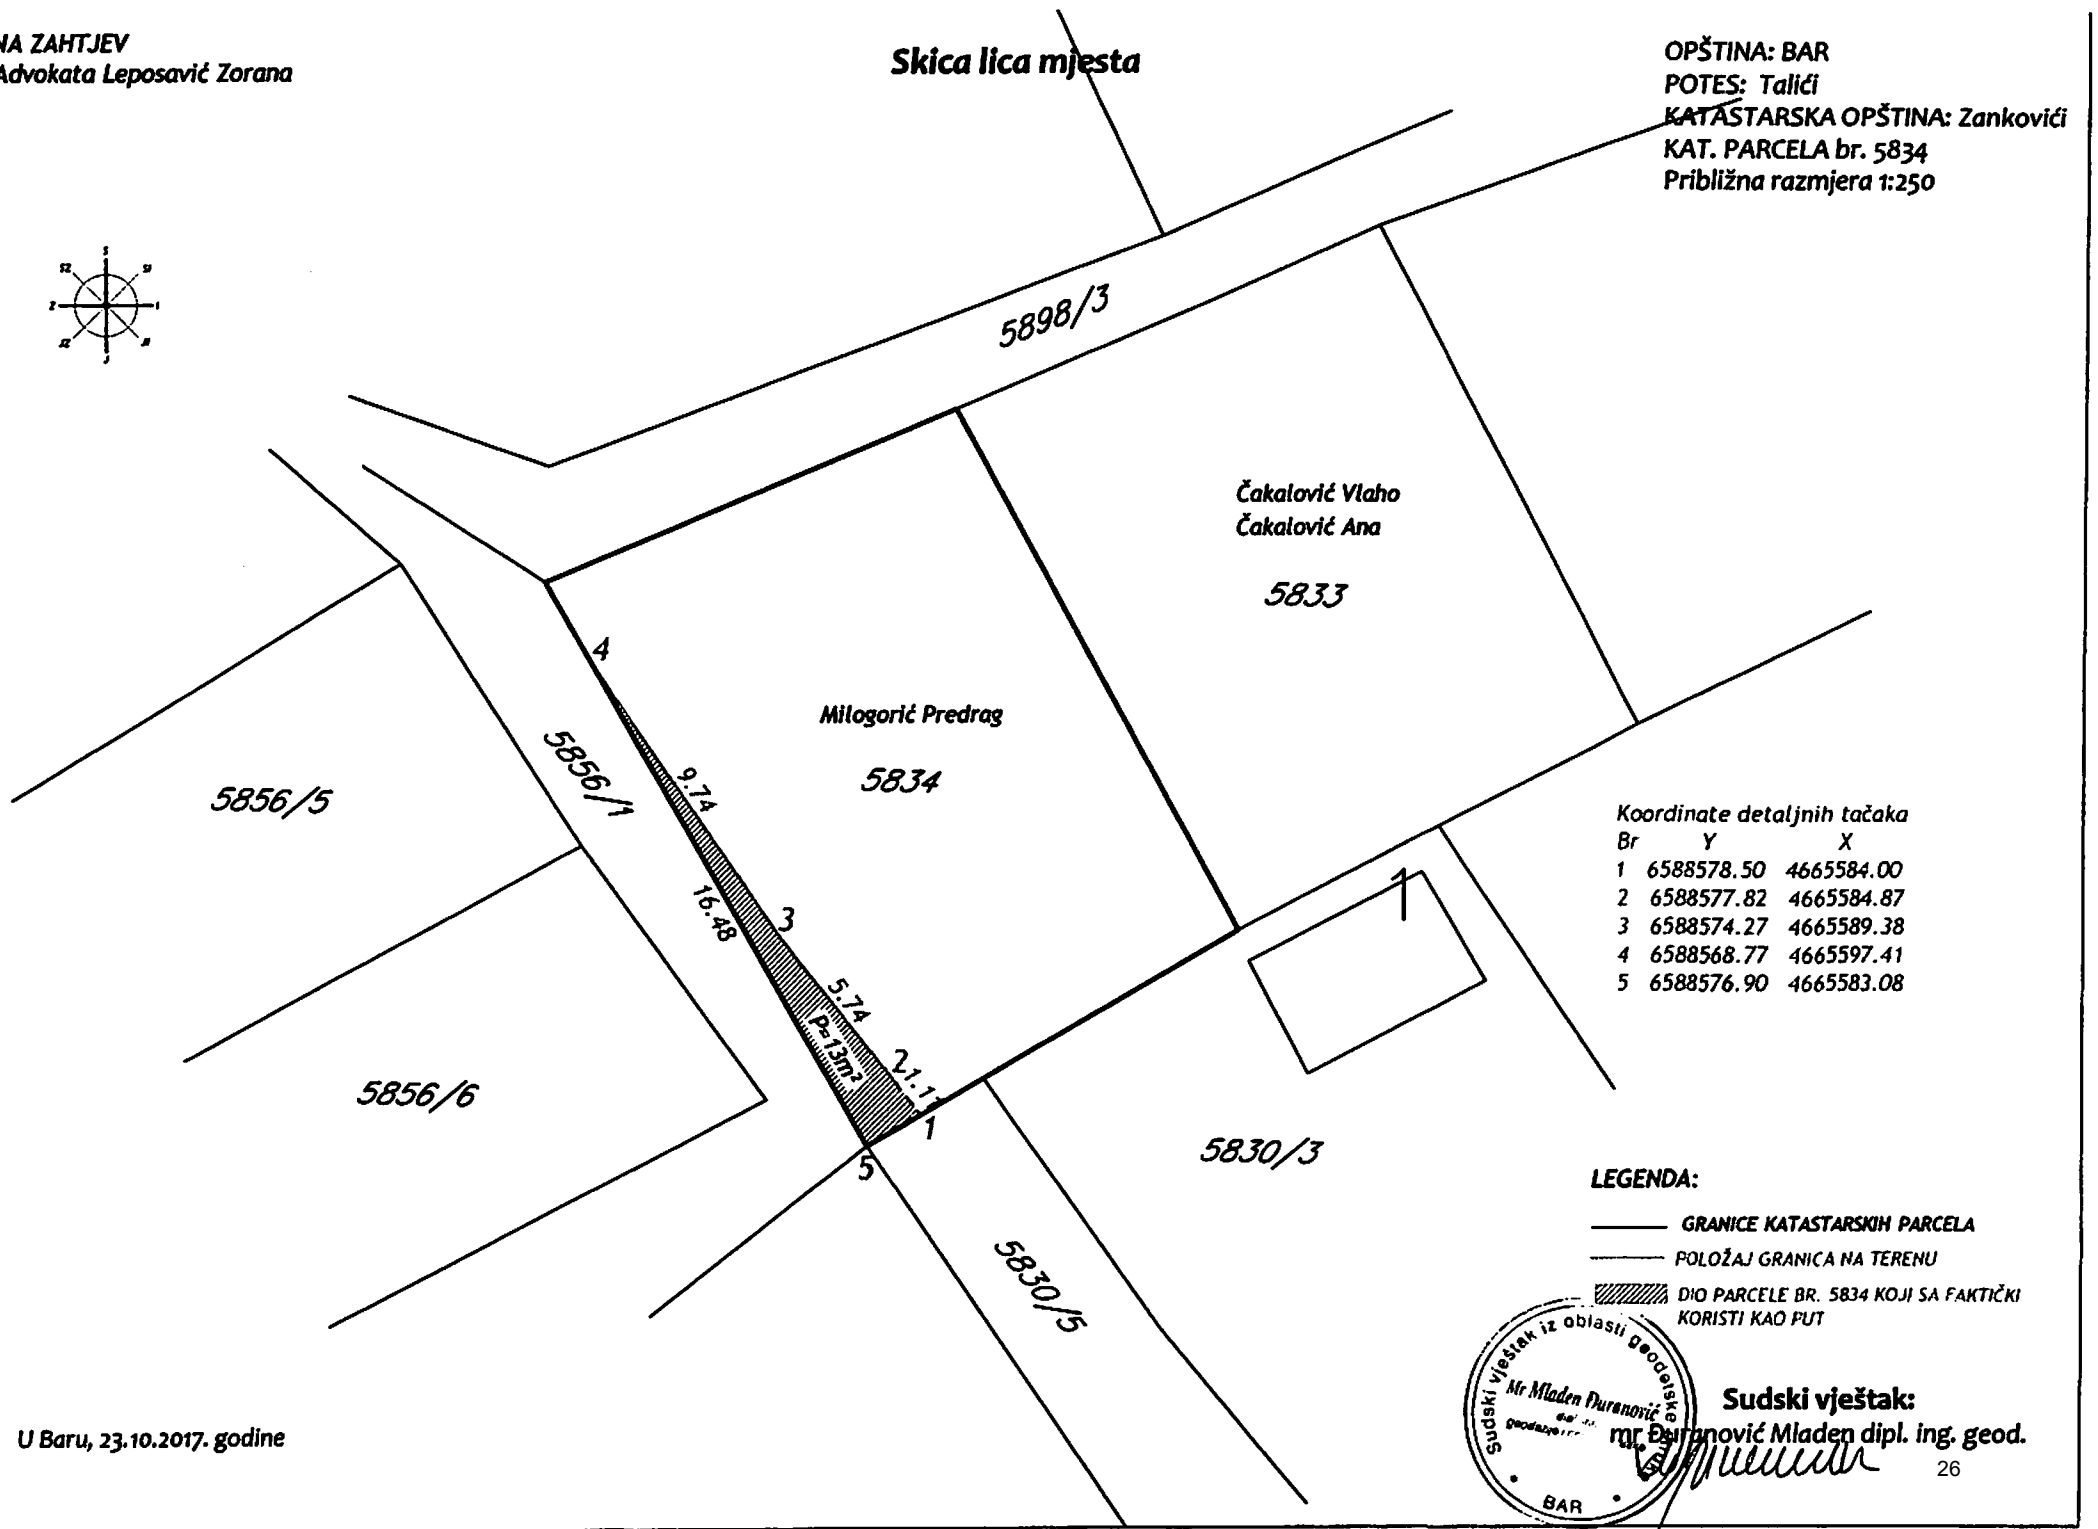 NA ZAHTJEV
Advokata Leposavić Zorana
Skica lica mjesta
OPŠTINA: BAR
POTES: Talići
KATASTARSKA OPŠTINA: Zankovići
KAT. PARCELA br. 5834
Približna razmjera 1:250
S
SZ
SI
Z
I
JZ
JI
J
5898/3
Čakalović Vlaho
Čakalović Ana
5833
4
Milogorić Predrag
5834
5856/1
9.74
5856/5
16.48
3
5.74
P=13m²
2
1.11
1
5
5856/6
1
5830/3
5830/5
Koordinate detaljnih tačaka
Br Y X
1 6588578.50 4665584.00
2 6588577.82 4665584.87
3 6588574.27 4665589.38
4 6588568.77 4665597.41
5 6588576.90 4665583.08
LEGENDA:
GRANICE KATASTARSKIH PARCELA
POLOŽAJ GRANICA NA TERENU
DIO PARCELE BR. 5834 KOJI SA FAKTIČKI
KORISTI KAO PUT
Sudski vještak iz oblasti geodetske struke
Mr Mladen Đuranović
BAR
Sudski vještak:
mr Đuranović Mladen dipl. ing. geod.
26
U Baru, 23.10.2017. godine